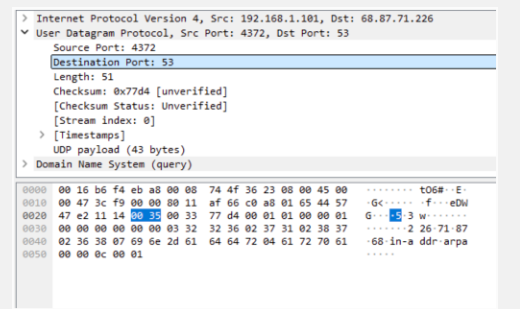 > Internet Protocol Version 4, Src: 192.168.1.101, Dst: 68.87.71.226
User Datagram Protocol, Src Port: 4372, Dst Port: 53
Source Port: 4372
Destination Port: 53
Length: 51
Checksum: 0x77d4 [unverified]
[Checksum Status: Unverified]
[Stream index: 0]
> [Timestamps]
UDP payload (43 bytes)
> Domain Name System (query)
0000 00 16 b6 f4 eb a8 00 08 74 4f 36 23 08 00 45 00 ········ tO6#··E·
0010 00 47 3c f9 00 00 80 11 af 66 c0 a8 01 65 44 57 ·G<····· ·f···eDW
0020 47 e2 11 14 00 35 00 33 77 d4 00 01 01 00 00 01 G····5·3 w·······
0030 00 00 00 00 00 00 03 32 32 36 02 37 31 02 38 37 ·······2 26·71·87
0040 02 36 38 07 69 6e 2d 61 64 64 72 04 61 72 70 61 ·68·in-a ddr·arpa
0050 00 00 0c 00 01 ·····